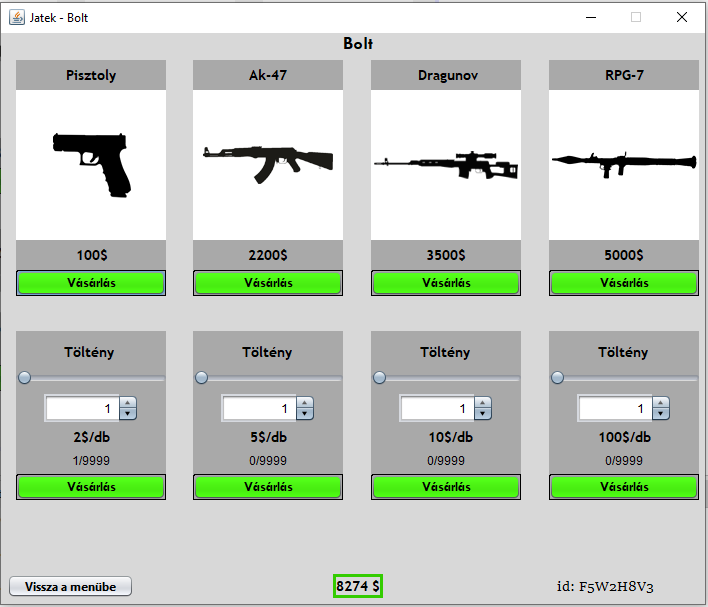 Jatek - Bolt
Bolt
Pisztoly Ak-47 Dragunov RPG-7
100$ 2200$ 3500$ 5000$
Vásárlás Vásárlás Vásárlás Vásárlás
Töltény Töltény Töltény Töltény
1 1 1 1
2$/db 5$/db 10$/db 100$/db
1/9999 0/9999 0/9999 0/9999
Vásárlás Vásárlás Vásárlás Vásárlás
Vissza a menübe 8274 $ id: F5W2H8V3